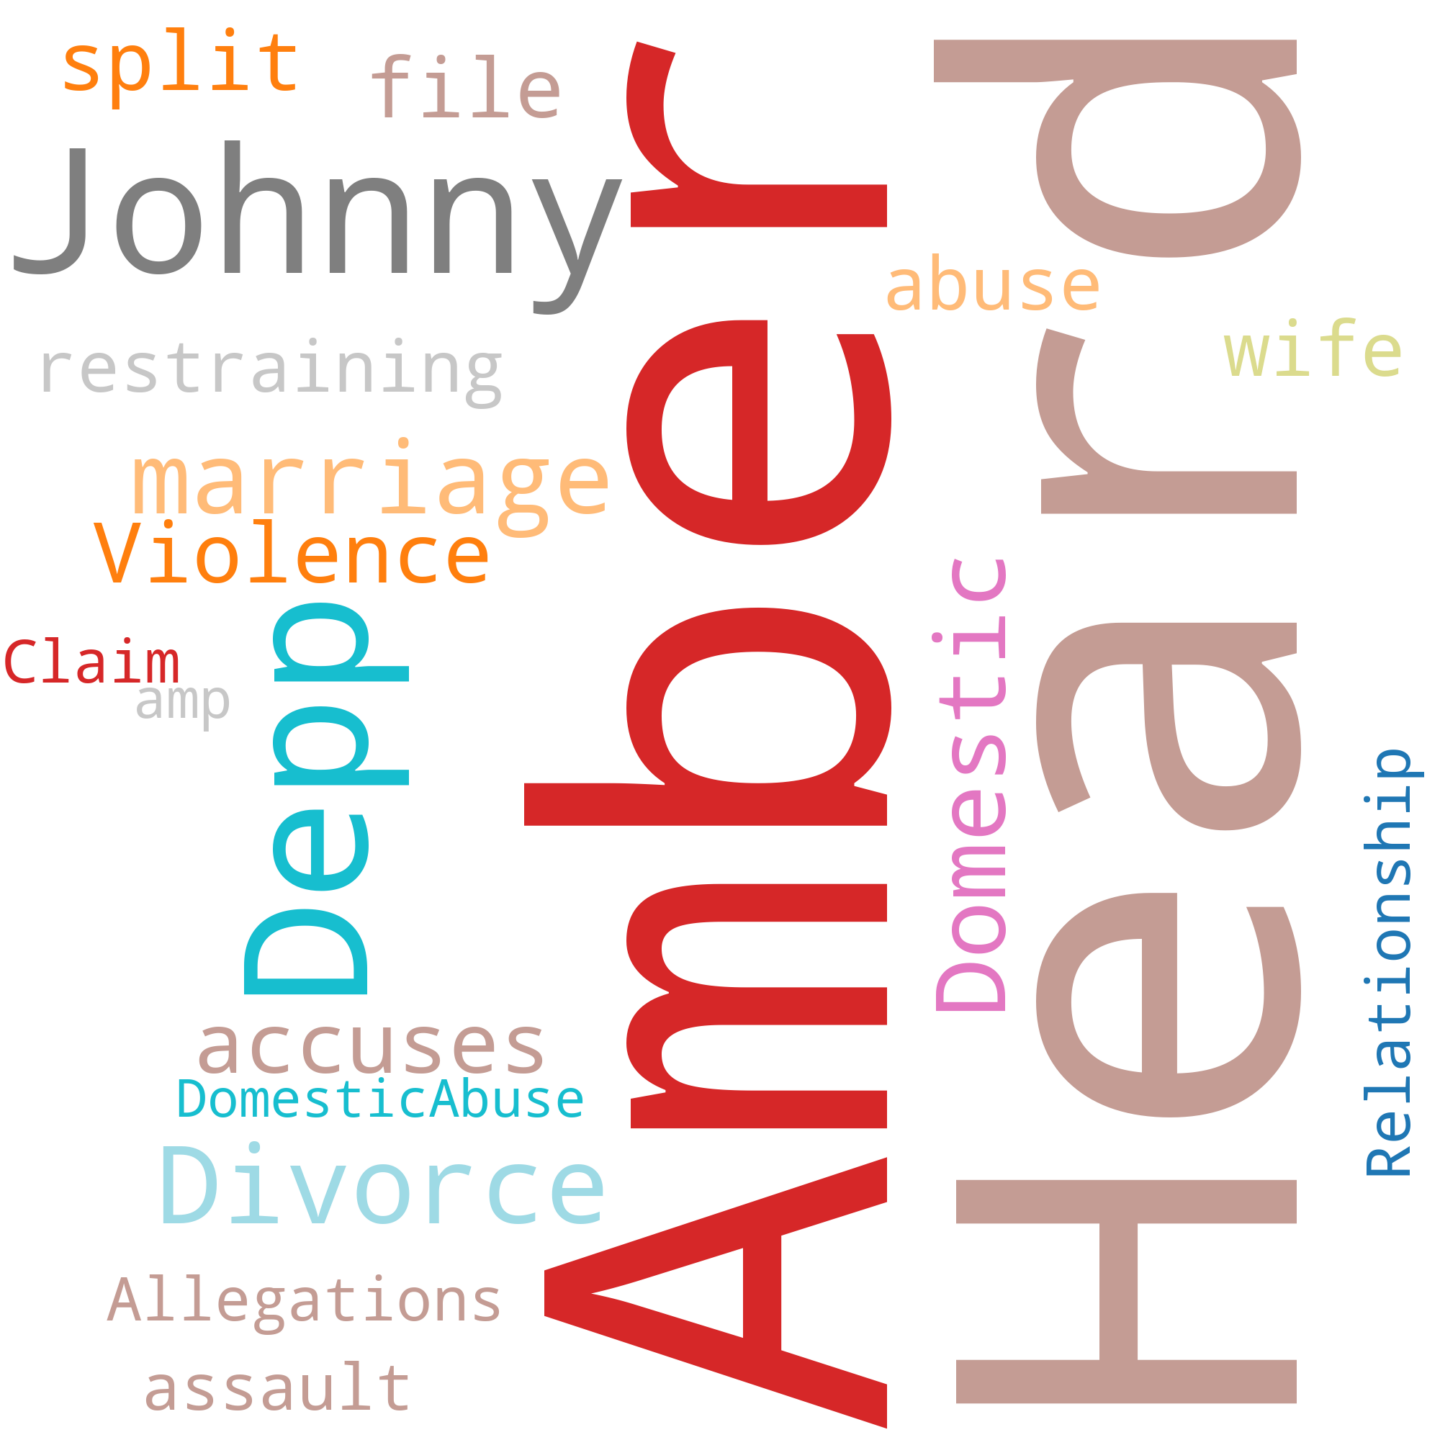 split
file
Johnny
Amber
Heard
abuse
wife
restraining
marriage
Violence
Claim
amp
Depp
Domestic
Relationship
accuses
DomesticAbuse
Divorce
Allegations
assault